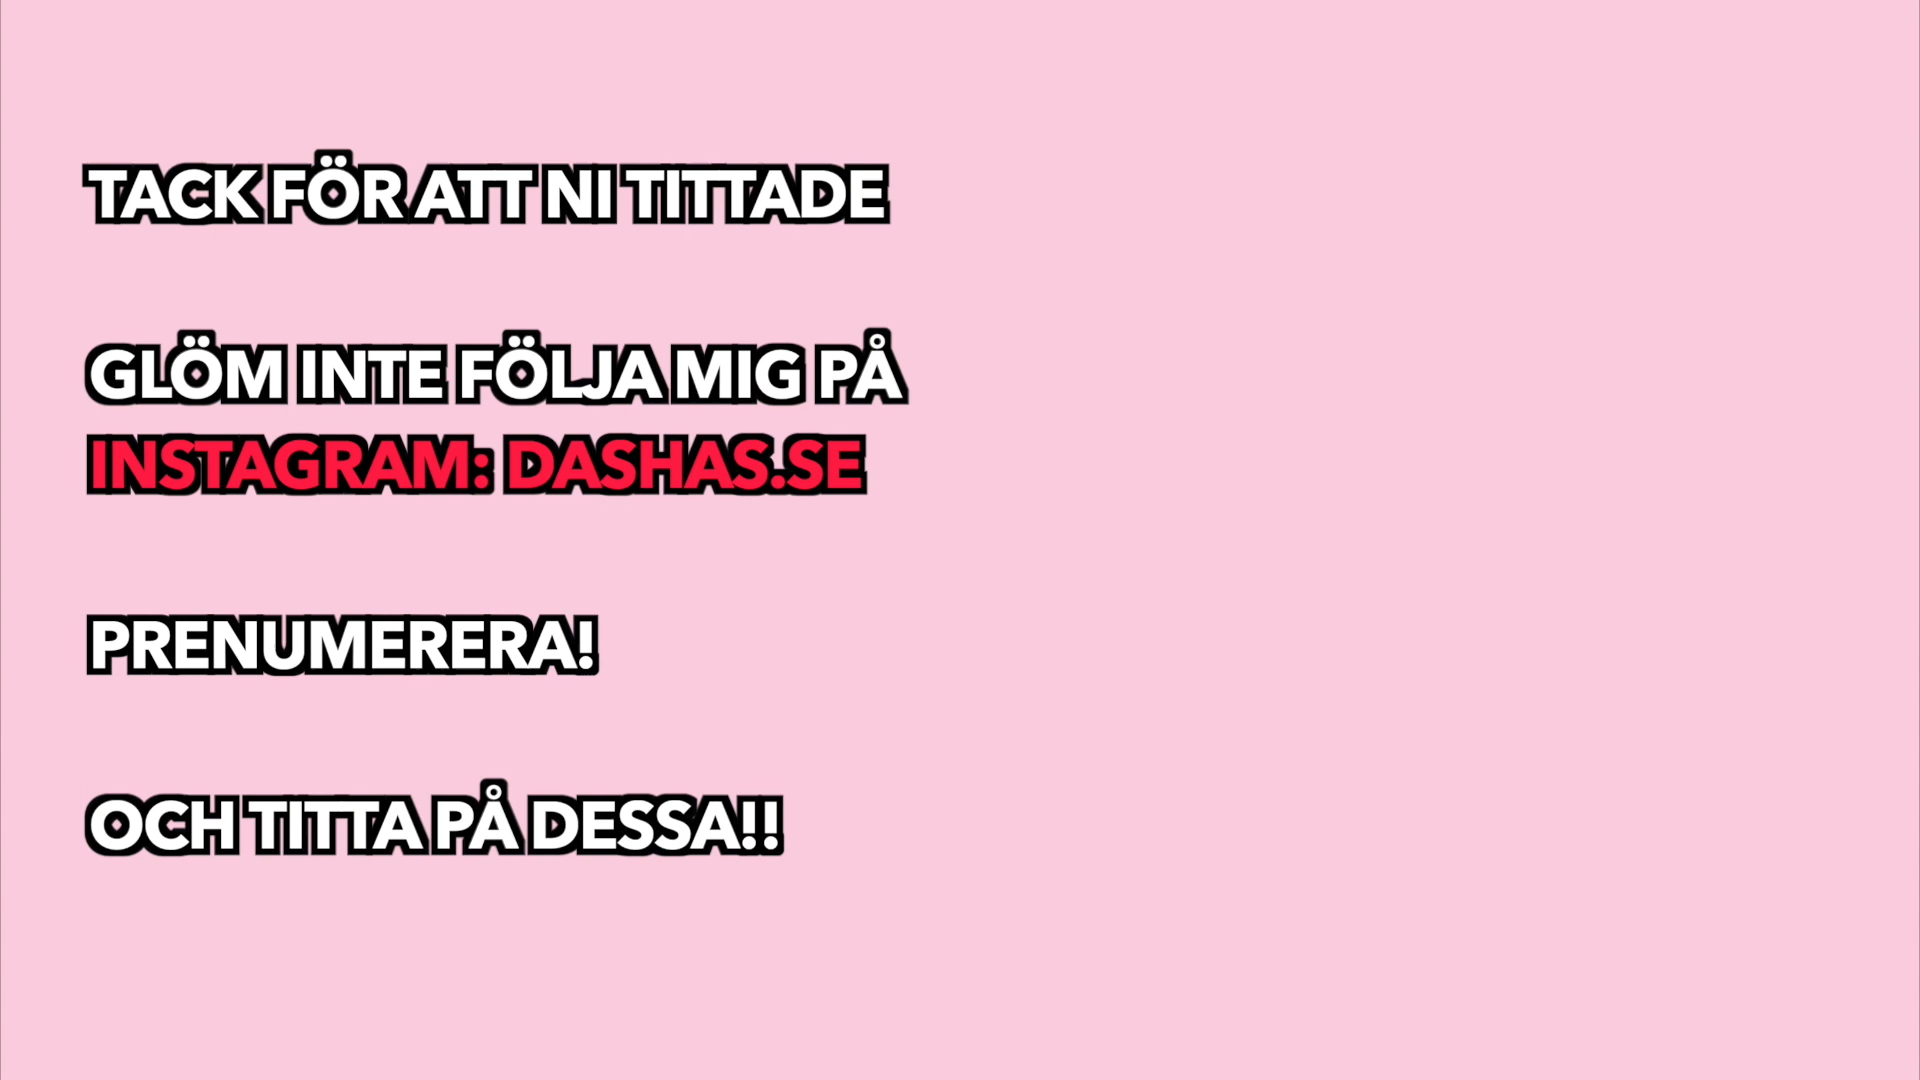 TACK FÖR ATT NI TITTADE
GLÖM INTE FÖLJA MIG PÅ
INSTAGRAM: DASHAS.SE
PRENUMERERA!
OCH TITTA PÅ DESSA!!